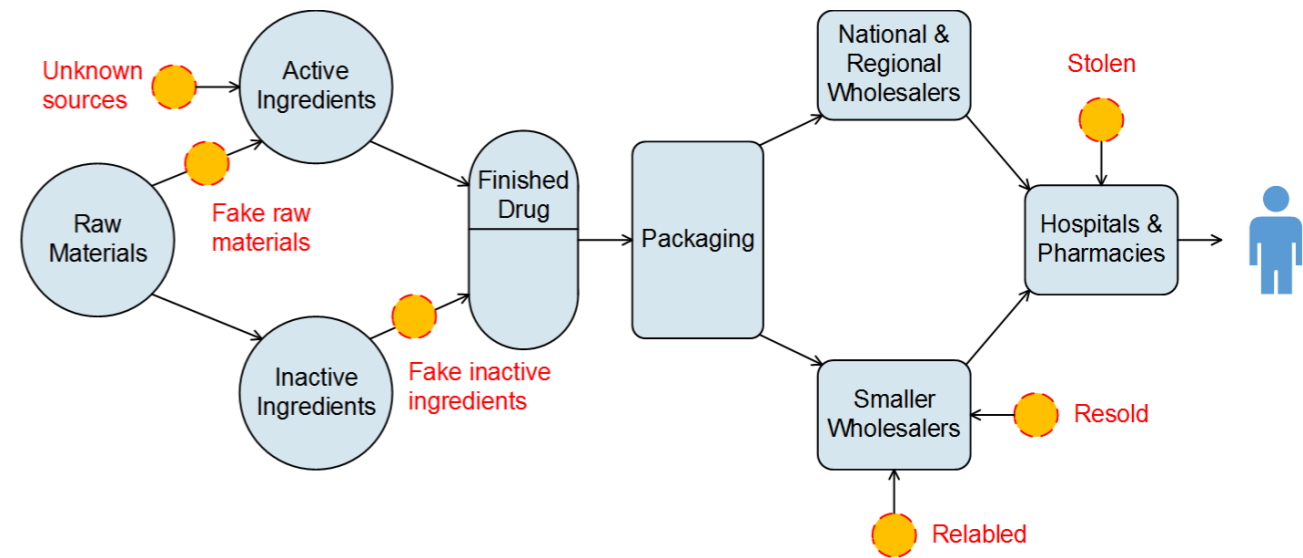 Unknown
sources
Active
Ingredients
Raw
Materials
Fake raw
materials
Inactive
Ingredients
Fake inactive
ingredients
Finished
Drug
Packaging
National &
Regional
Wholesalers
Smaller
Wholesalers
Stolen
Hospitals &
Pharmacies
Resold
Relabled